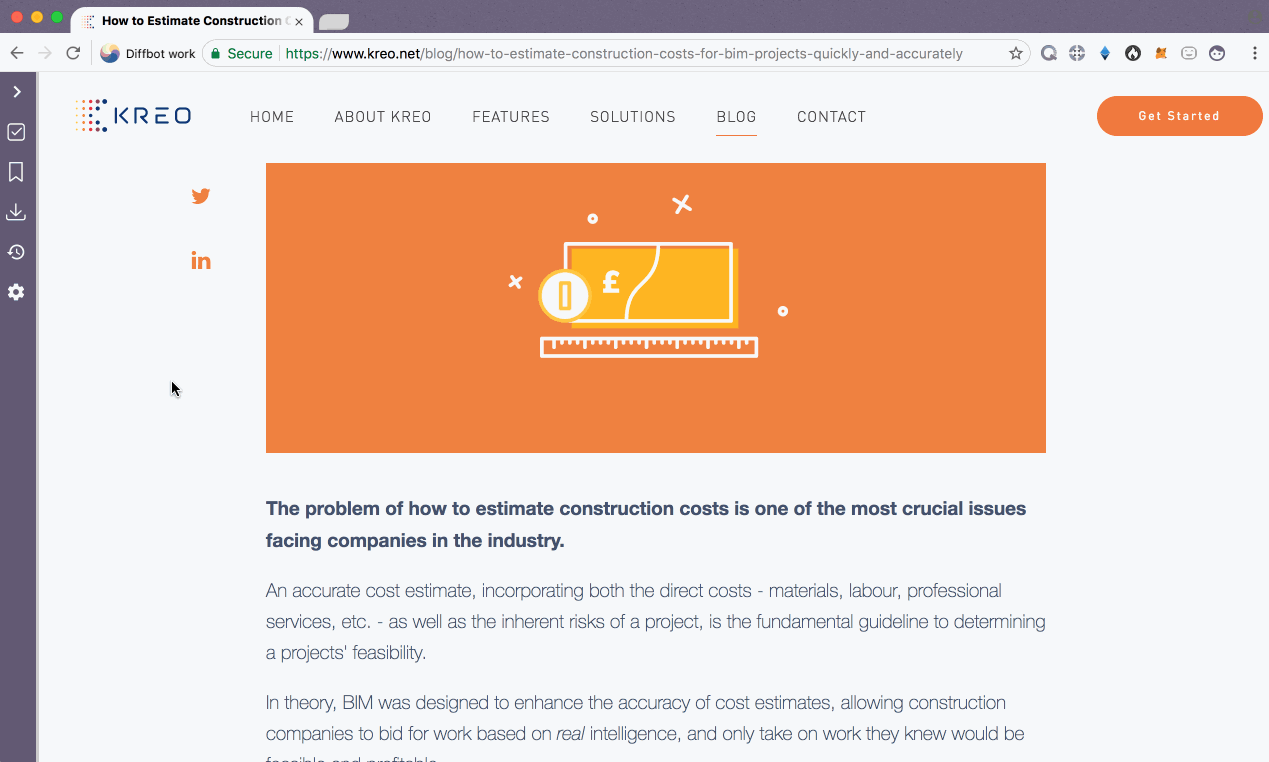 How to Estimate Construction C
Diffbot work
Secure
https://www.kreo.net/blog/how-to-estimate-construction-costs-for-bim-projects-quickly-and-accurately
KREO
HOME
ABOUT KREO
FEATURES
SOLUTIONS
BLOG
CONTACT
Get Started
£
The problem of how to estimate construction costs is one of the most crucial issues
facing companies in the industry.
An accurate cost estimate, incorporating both the direct costs - materials, labour, professional
services, etc. - as well as the inherent risks of a project, is the fundamental guideline to determining
a projects' feasibility.
In theory, BIM was designed to enhance the accuracy of cost estimates, allowing construction
companies to bid for work based on real intelligence, and only take on work they knew would be
feasible and profitable.